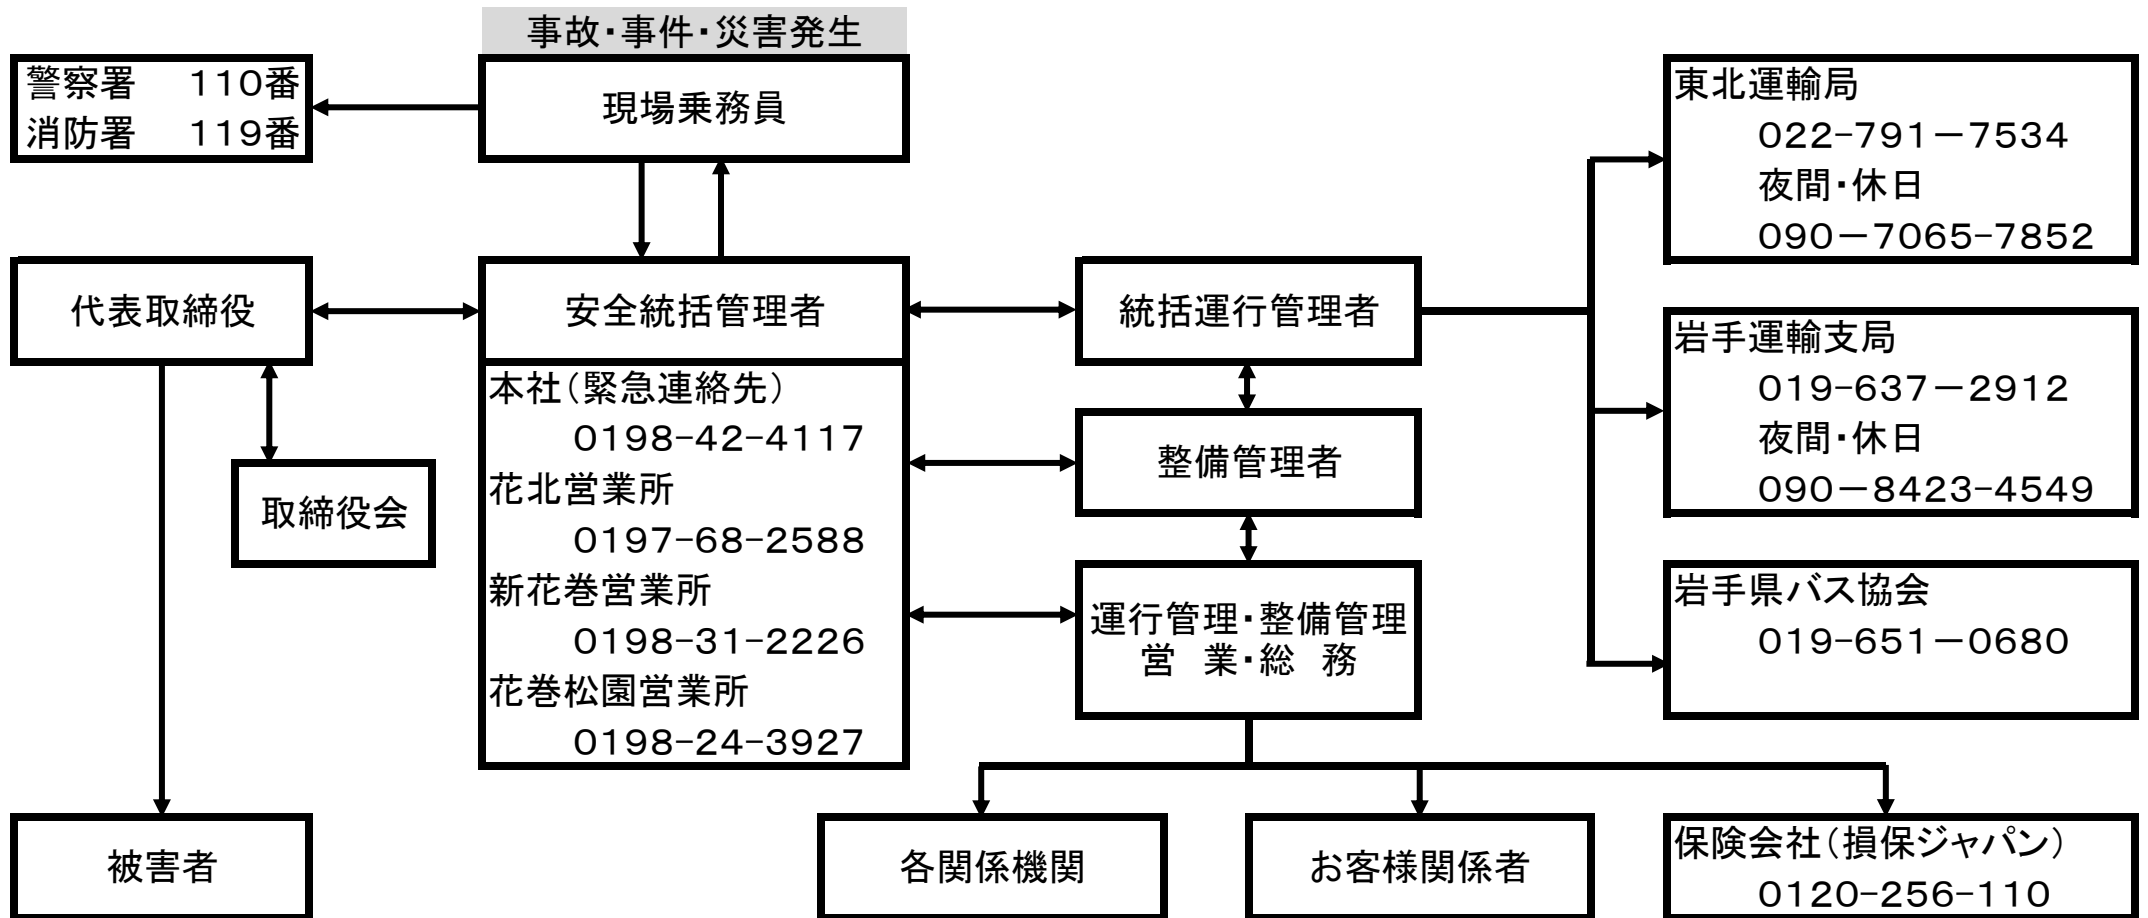 事故・事件・災害発生
警察署　110番
消防署　119番
現場乗務員
東北運輸局
022-791－7534
夜間・休日
090－7065-7852
代表取締役
安全統括管理者
統括運行管理者
本社（緊急連絡先）
0198-42-4117
花北営業所
0197-68-2588
新花巻営業所
0198-31-2226
花巻松園営業所
0198-24-3927
取締役会
整備管理者
運行管理・整備管理
営　業・総　務
岩手運輸支局
019-637－2912
夜間・休日
090－8423-4549
岩手県バス協会
019-651－0680
被害者
各関係機関
お客様関係者
保険会社（損保ジャパン）
0120-256-110